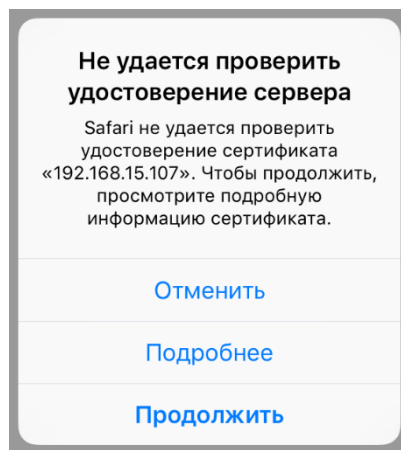 Не удается проверить
удостоверение сервера
Safari не удается проверить
удостоверение сертификата
«192.168.15.107». Чтобы продолжить,
просмотрите подробную
информацию сертификата.
Отменить
Подробнее
Продолжить